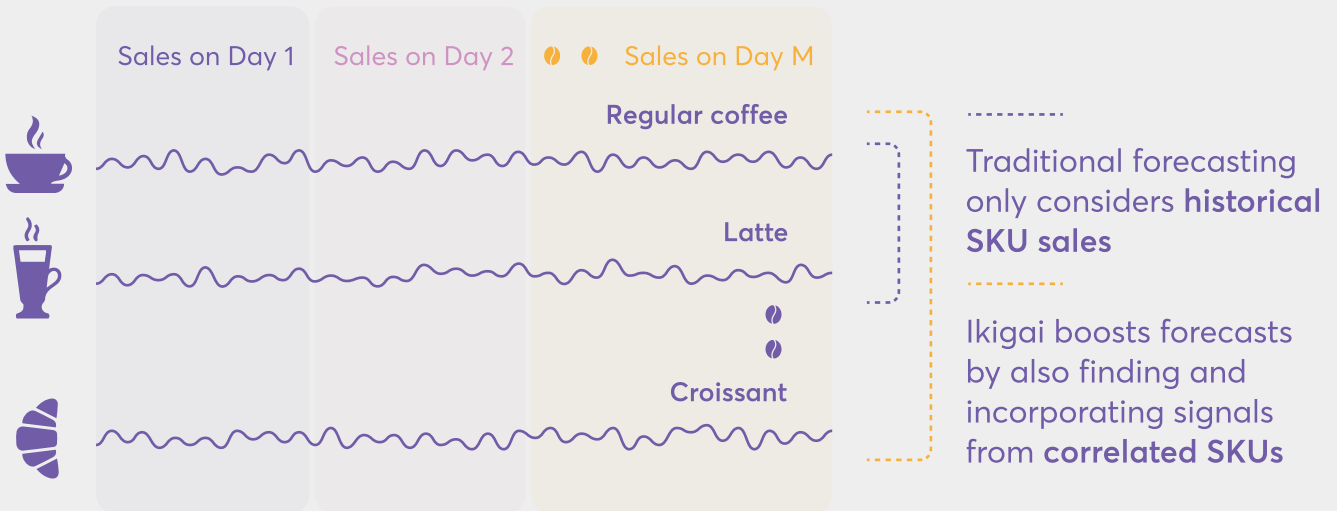 Sales on Day 1
Sales on Day 2
Sales on Day M
Regular coffee
Latte
Croissant
Traditional forecasting
only considers historical
SKU sales
Ikigai boosts forecasts
by also finding and
incorporating signals
from correlated SKUs